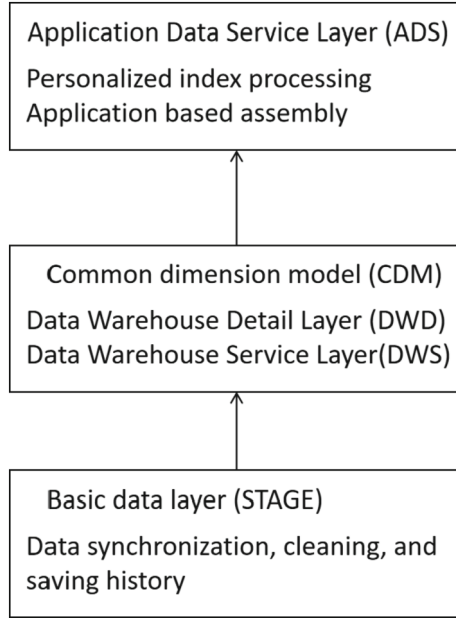 Application Data Service Layer (ADS)
Personalized index processing
Application based assembly
Common dimension model (CDM)
Data Warehouse Detail Layer (DWD)
Data Warehouse Service Layer(DWS)
Basic data layer (STAGE)
Data synchronization, cleaning, and
saving history